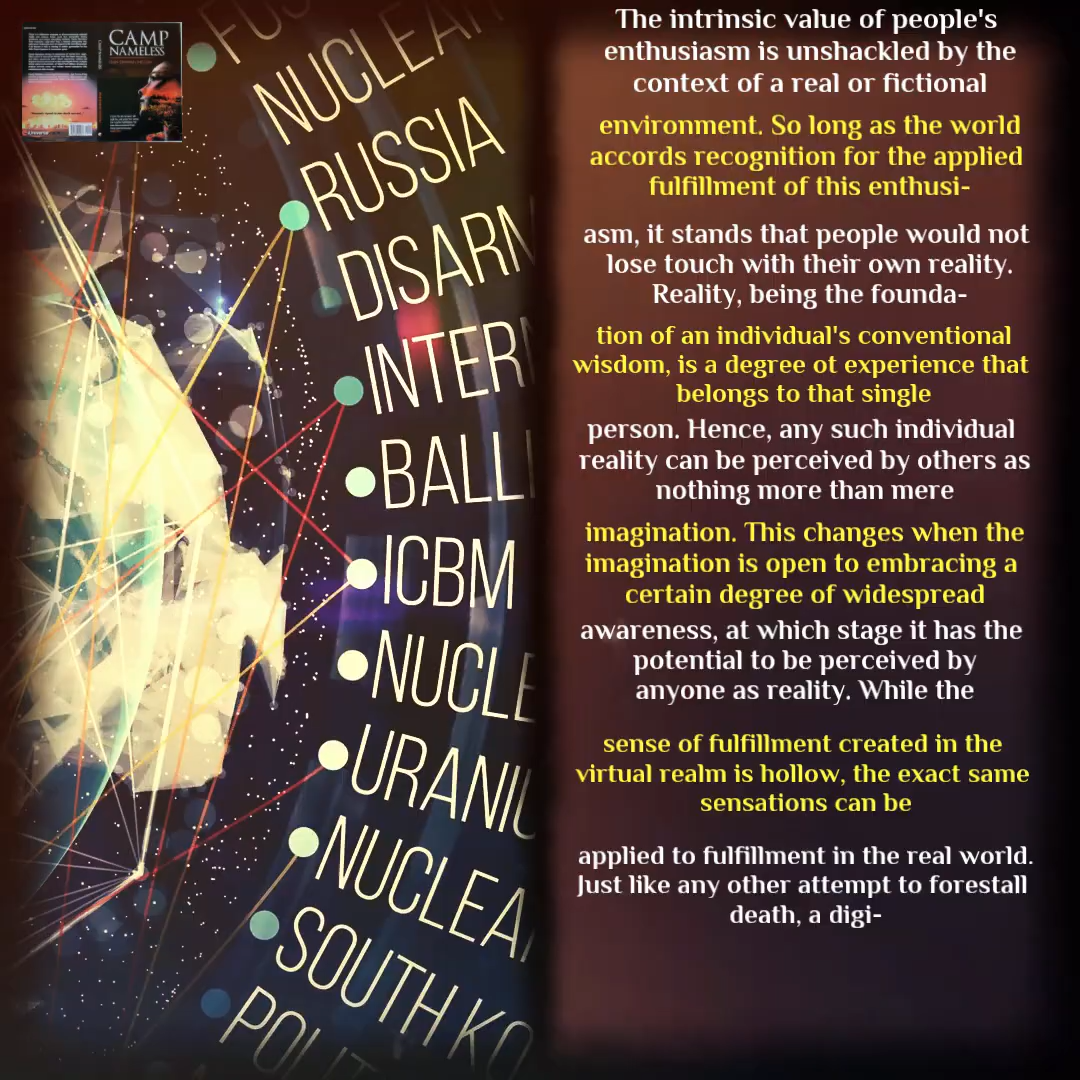 CAMP
NAMELESS
FU
NUCLEAR
RUSSIA
DISARM
INTER
BALLI
ICBM
NUCLE
URANIU
NUCLEAR
SOUTH KO
POLIT
The intrinsic value of people's
enthusiasm is unshackled by the
context of a real or fictional
environment. So long as the world
accords recognition for the applied
fulfillment of this enthusi-
asm, it stands that people would not
lose touch with their own reality.
Reality, being the founda-
tion of an individual's conventional
wisdom, is a degree ot experience that
belongs to that single
person. Hence, any such individual
reality can be perceived by others as
nothing more than mere
imagination. This changes when the
imagination is open to embracing a
certain degree of widespread
awareness, at which stage it has the
potential to be perceived by
anyone as reality. While the
sense of fulfillment created in the
virtual realm is hollow, the exact same
sensations can be
applied to fulfillment in the real world.
Just like any other attempt to forestall
death, a digi-